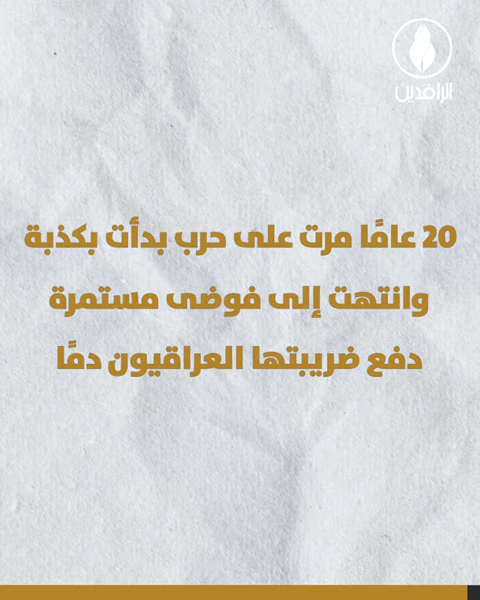 الرافدين
20 عامًا مرت على حرب بدأت بكذبة
وانتهت إلى فوضى مستمرة
دفع ضريبتها العراقيون دمًا